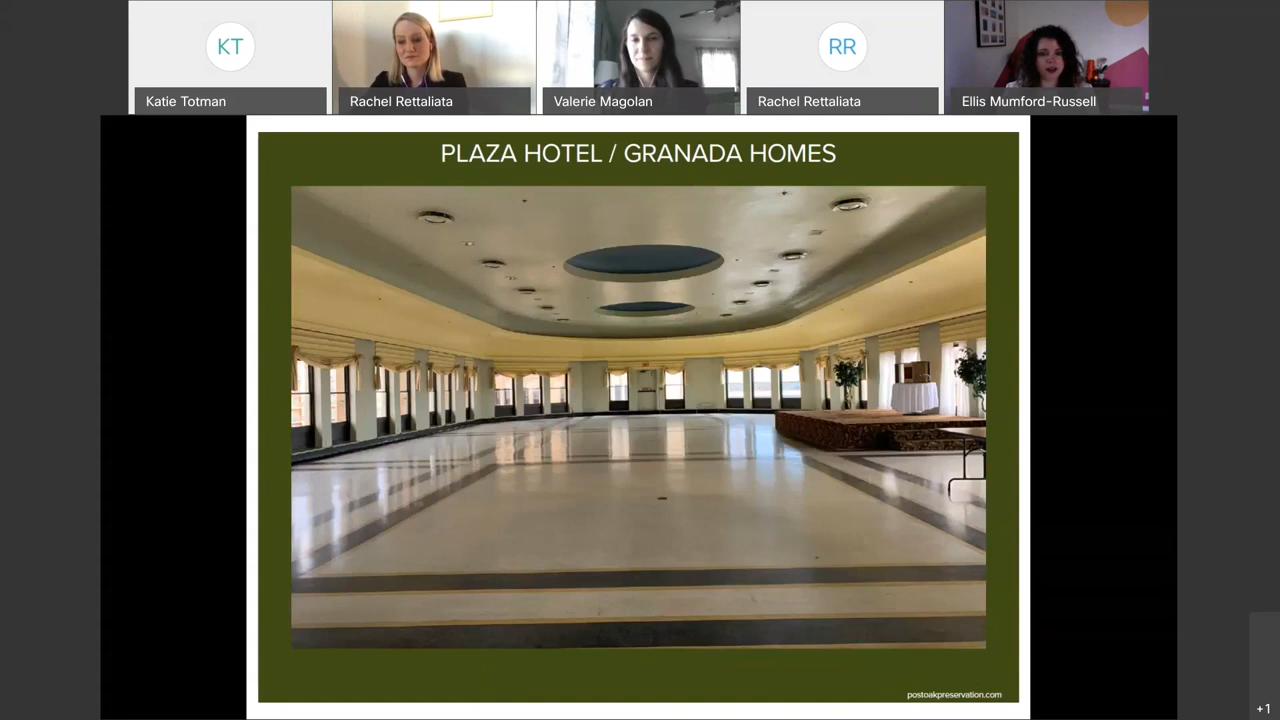 KT
Katie Totman
Rachel Rettaliata
Valerie Magolan
RR
Rachel Rettaliata
Ellis Mumford-Russell
PLAZA HOTEL / GRANADA HOMES
postoakpreservation.com
+1